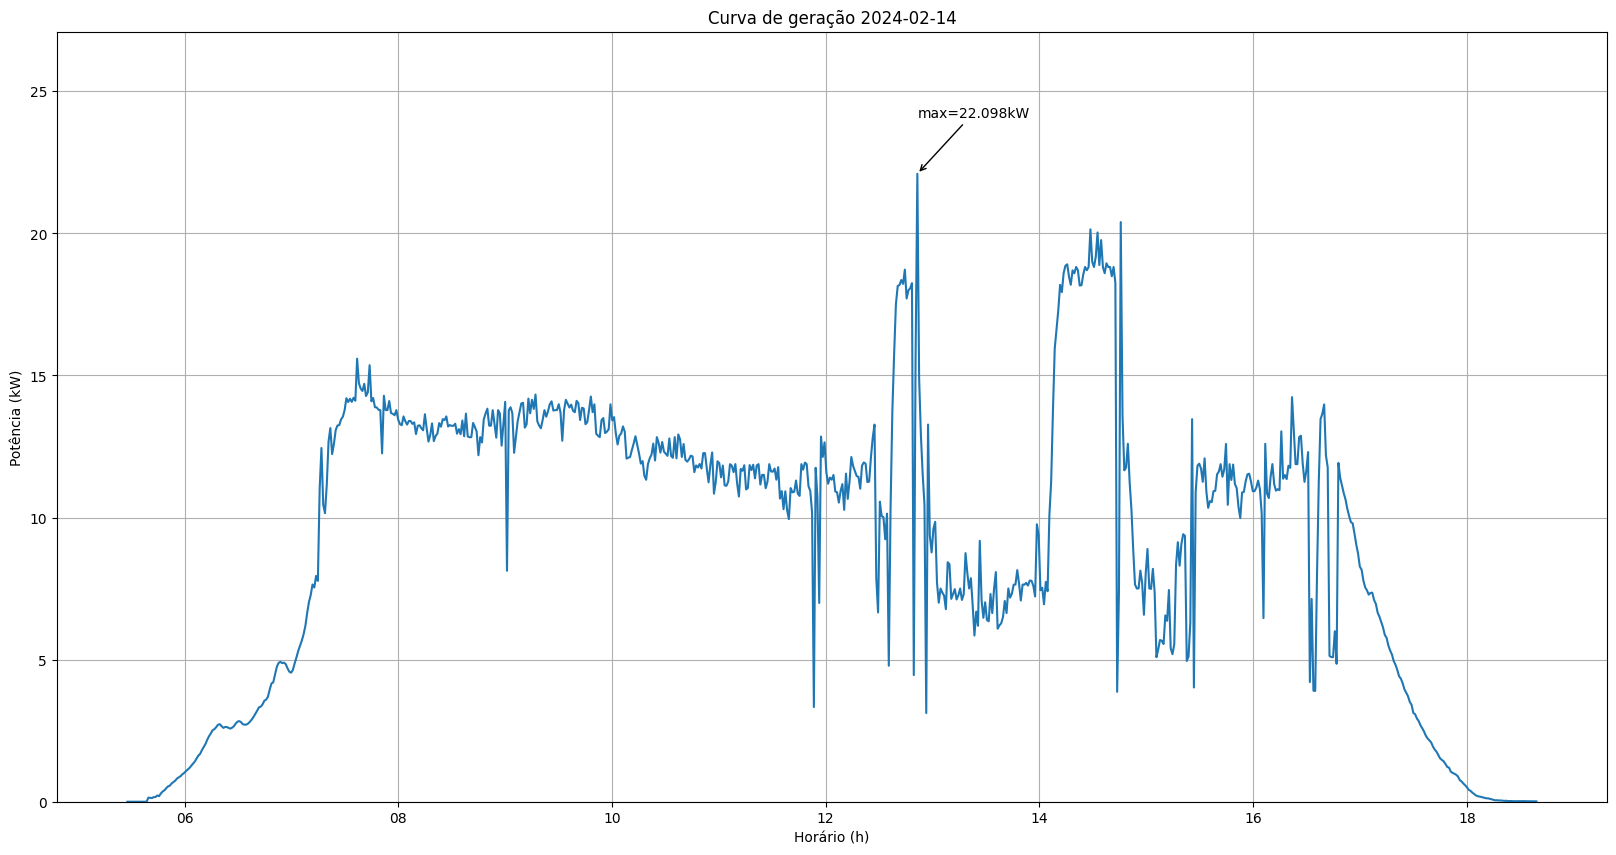 Curva de geração 2024-02-14
25
max=22.098kW
20
15
Potência (kW)
10
5
0
06 08 10 12 14 16 18
Horário (h)